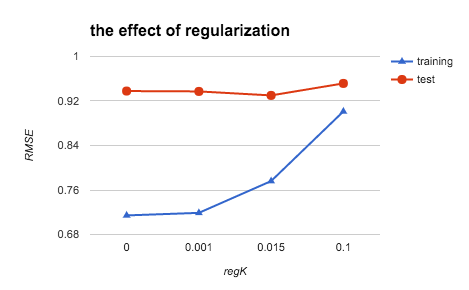 the effect of regularization
training
test
1
0.92
0.84
0.76
0.68
RMSE
0 0.001 0.015 0.1
regK